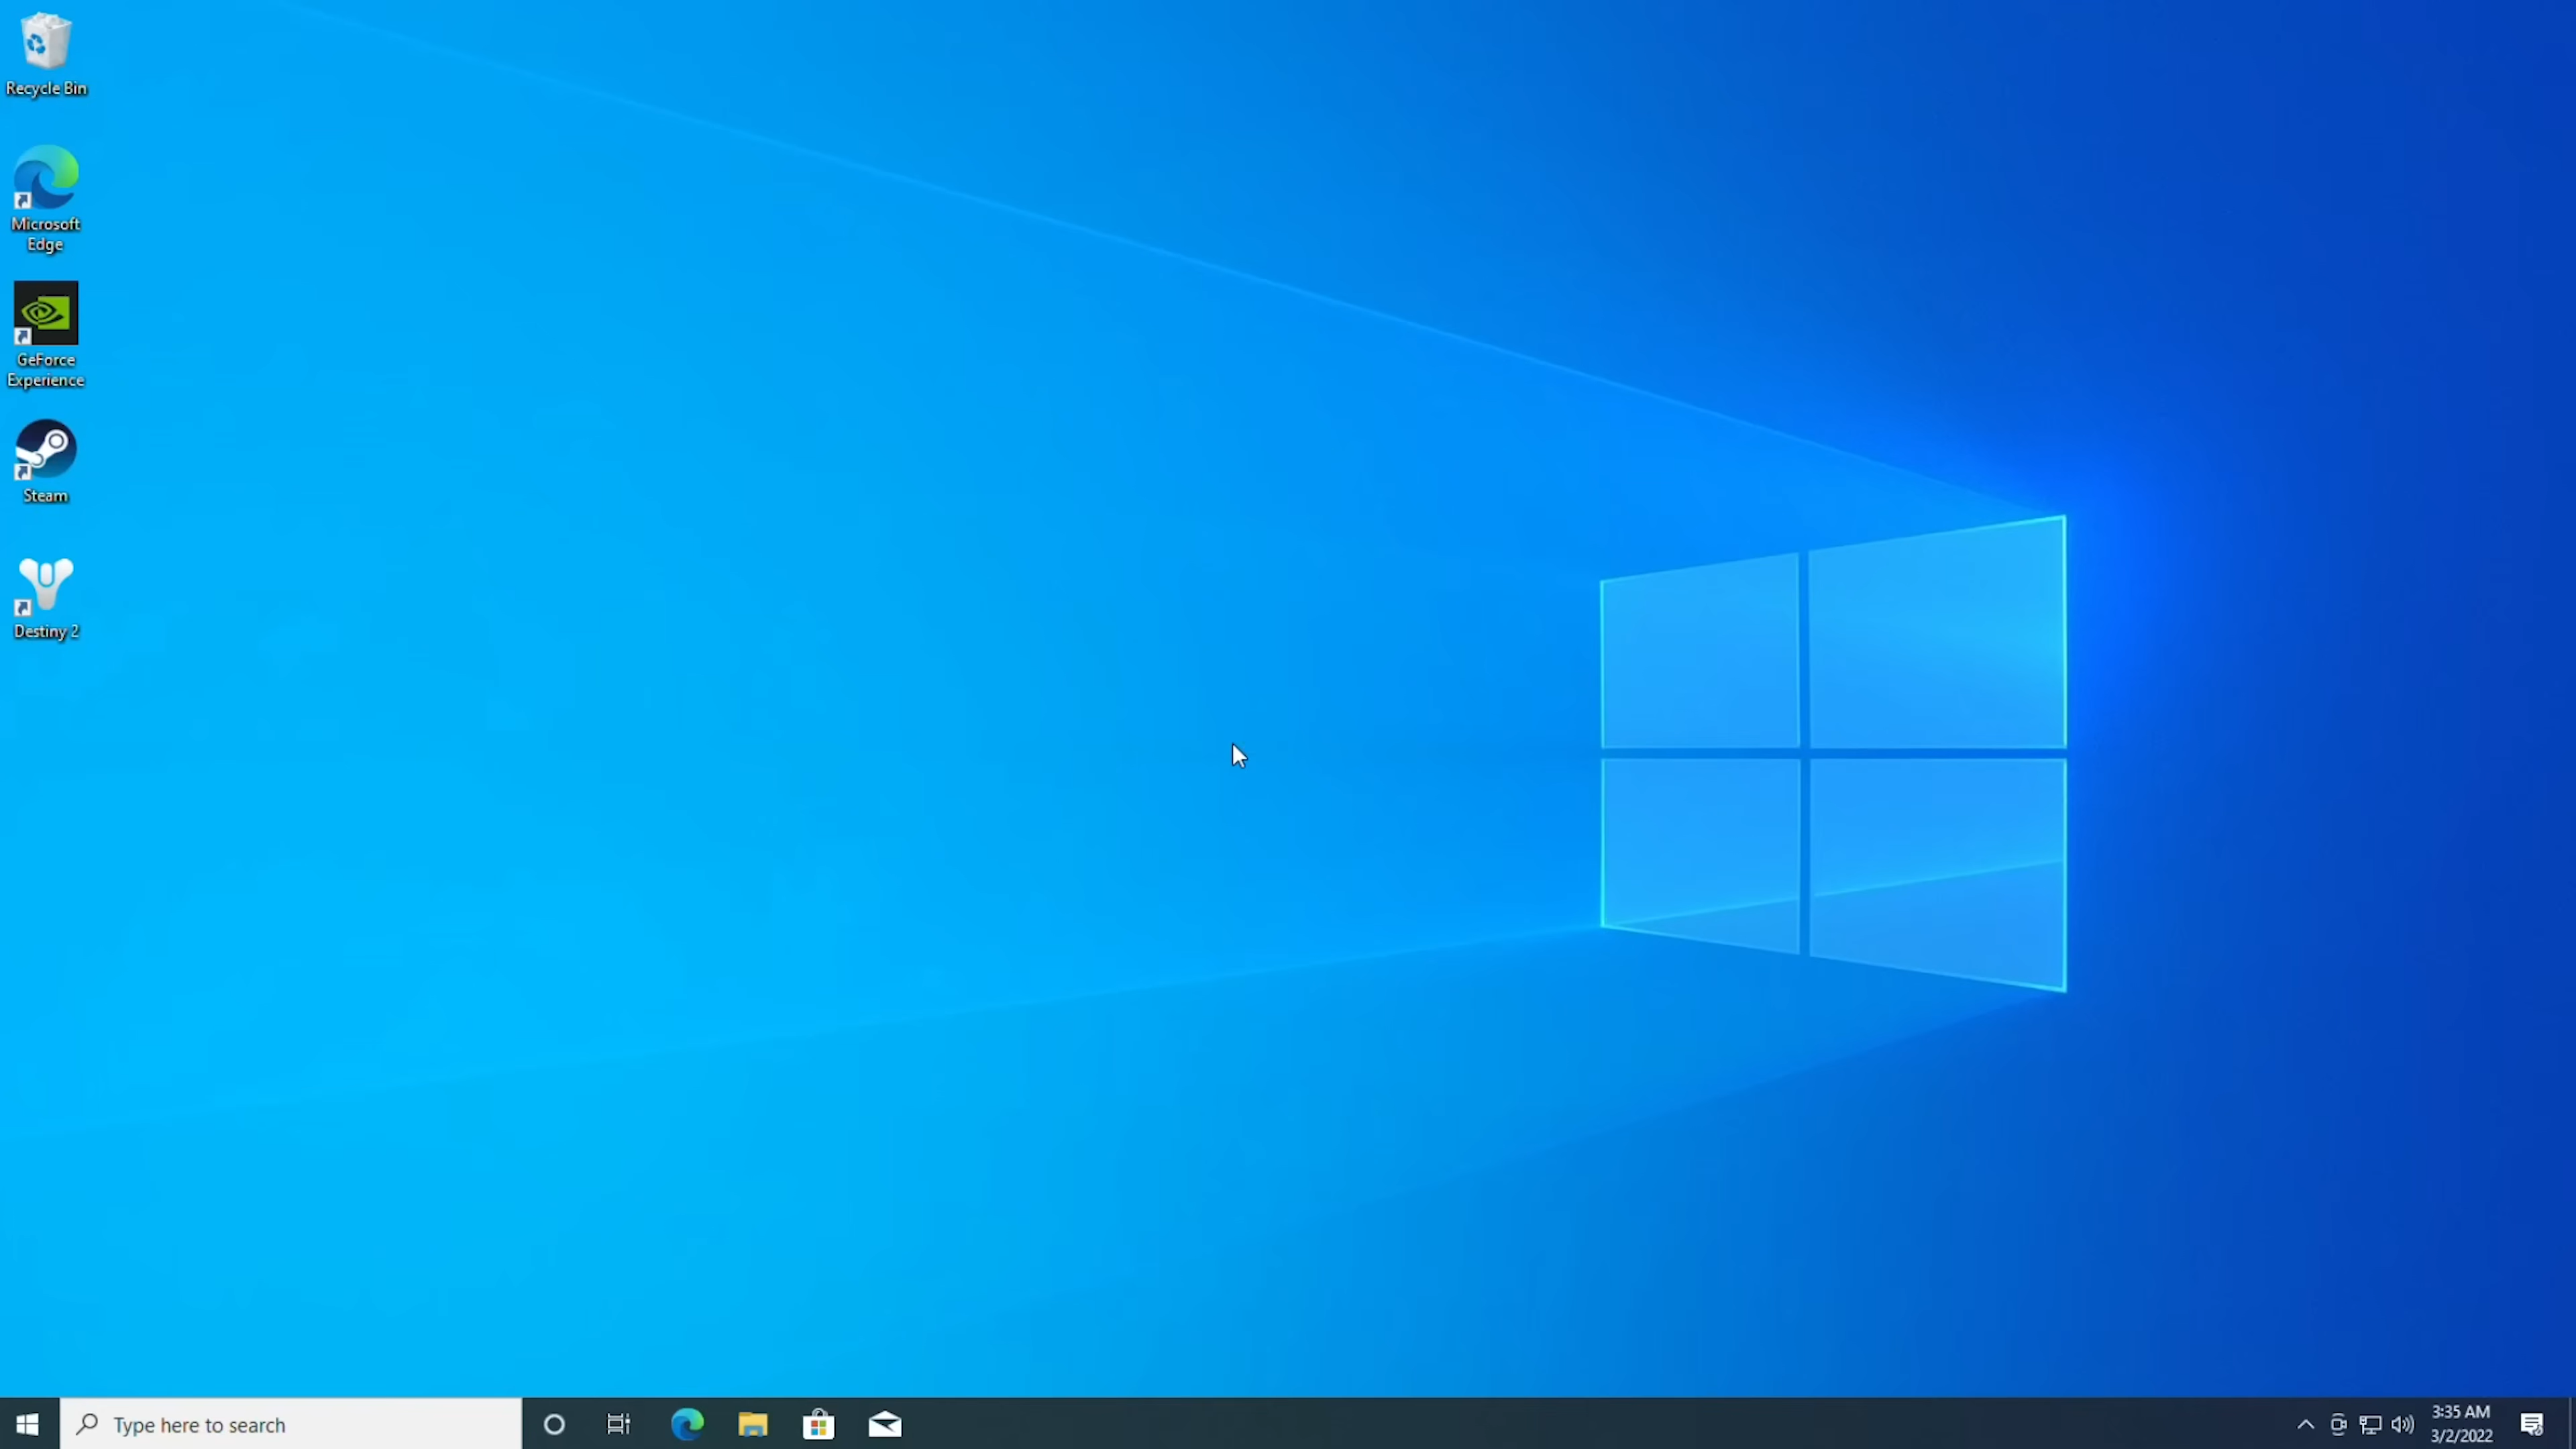 Recycle Bin
Microsoft
Edge
GeForce
Experience
Steam
Destiny 2
Type here to search
3:35 AM
3/2/2022